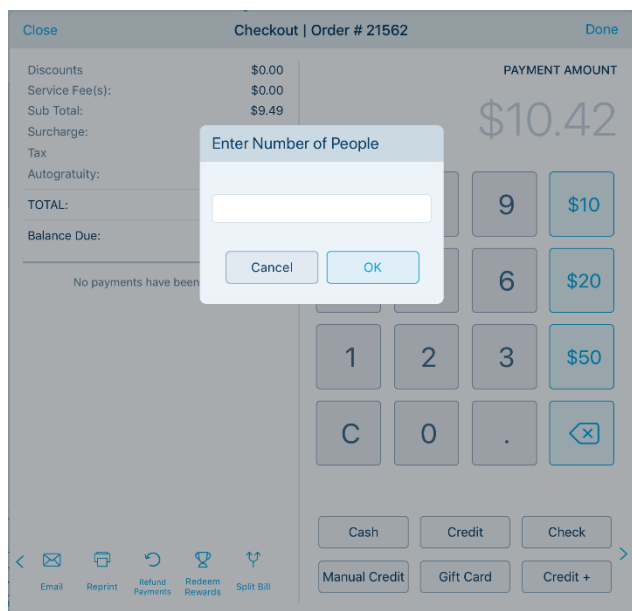 Close Checkout | Order # 21562 Done
Discounts $0.00
Service Fee(s): $0.00
Sub Total: $9.49
Surcharge:
Tax
Autogratuity:
TOTAL:
Balance Due:
No payments have been
PAYMENT AMOUNT
$10.42
Enter Number of People
Cancel OK
9 $10
6 $20
1 2 3 $50
C 0 .
Cash Credit Check
Manual Credit Gift Card Credit +
Email Reprint Refund Payments Redeem Rewards Split Bill